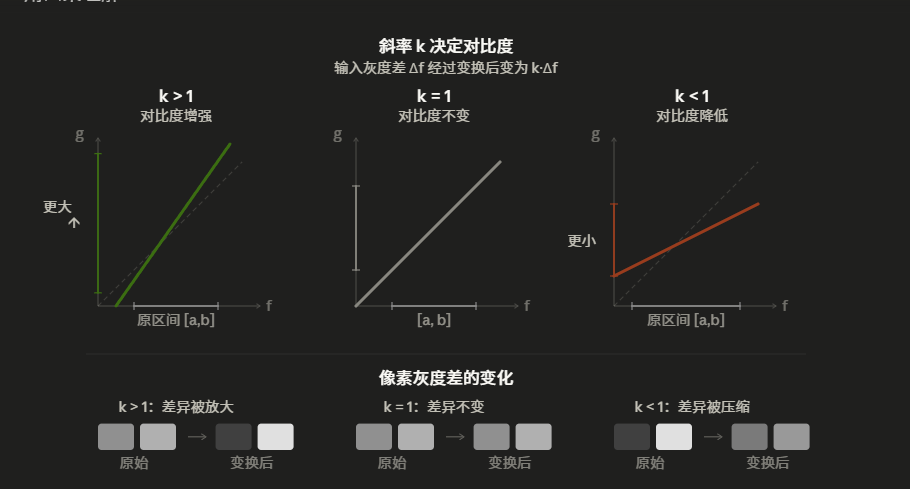 斜率 k 决定对比度
输入灰度差 Δf 经过变换后变为 k·Δf
k > 1
对比度增强
g
更大
f
原区间 [a,b]
k = 1
对比度不变
g
f
[a, b]
k < 1
对比度降低
g
更小
f
原区间 [a,b]
像素灰度差的变化
k > 1：差异被放大
→
原始
变换后
k = 1：差异不变
→
原始
变换后
k < 1：差异被压缩
→
原始
变换后